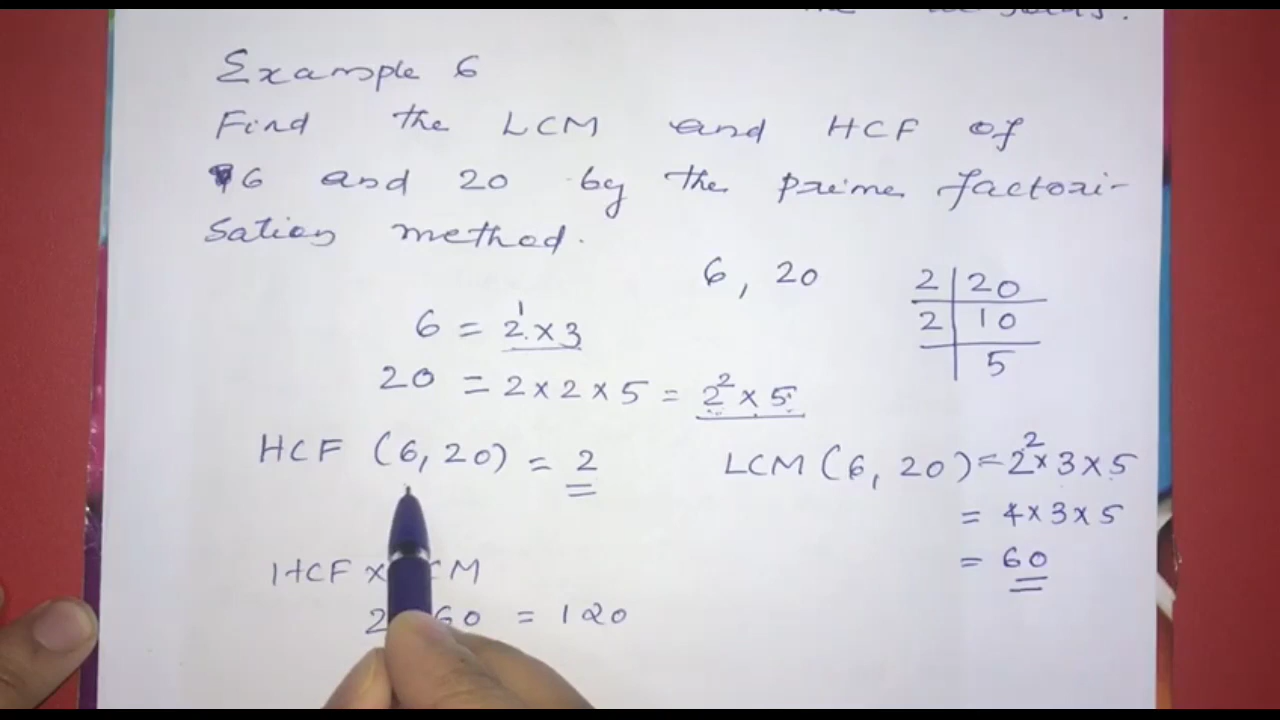 Example 6
Find the LCM and HCF of
6 and 20 by the prime factori-
sation method.
6, 20
2 | 20
2 | 10
5
6 = 2¹ × 3
20 = 2 × 2 × 5 = 2² × 5
HCF (6, 20) = 2
LCM (6, 20) = 2² × 3 × 5
= 4 × 3 × 5
= 60
HCF × CM
2 60 = 120